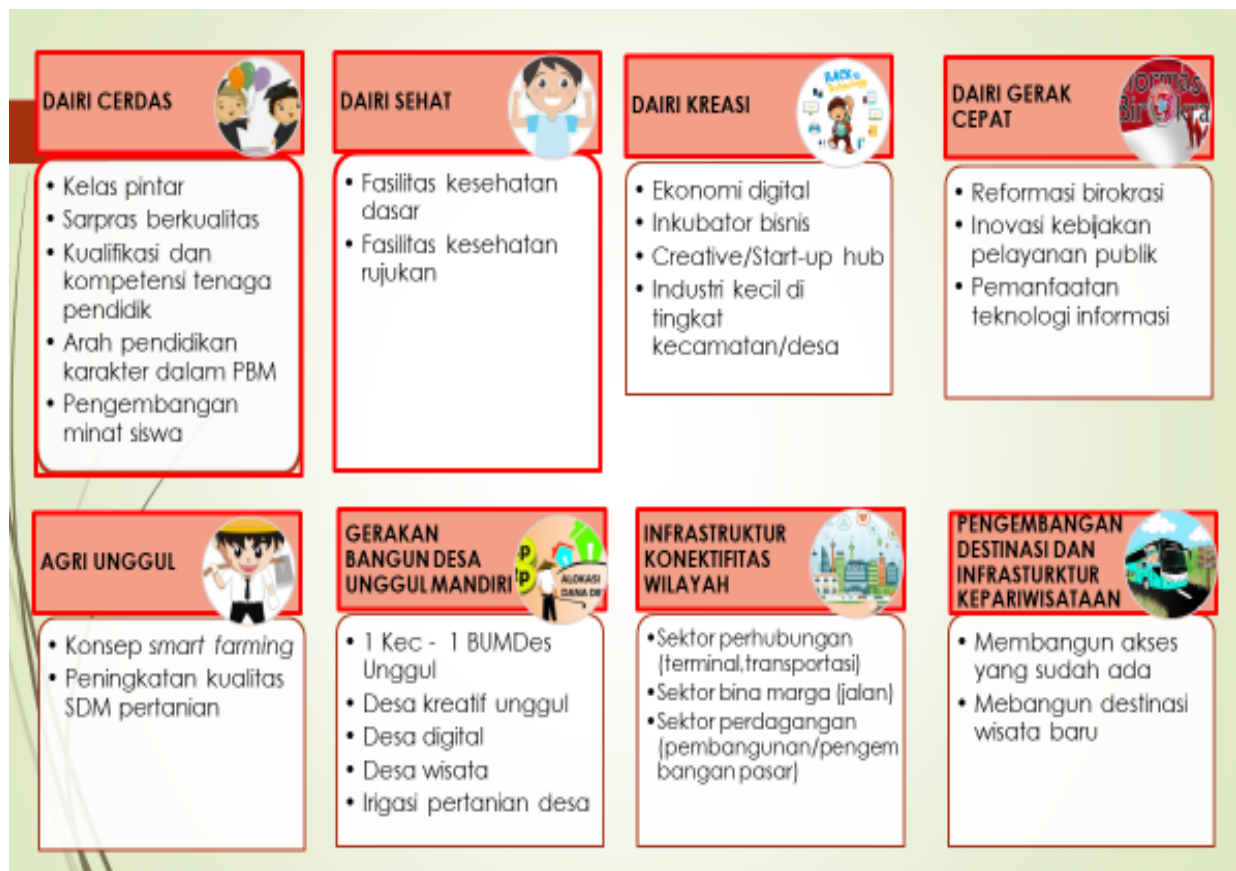 DAIRI CERDAS
• Kelas pintar
• Sarpras berkualitas
• Kualifikasi dan
kompetensi tenaga
pendidik
• Arah pendidikan
karakter dalam PBM
• Pengembangan
minat siswa
DAIRI SEHAT
• Fasilitas kesehatan
dasar
• Fasilitas kesehatan
rujukan
DAIRI KREASI
BACK to
Technology
• Ekonomi digital
• Inkubator bisnis
• Creative/Start-up hub
• Industri kecil di
tingkat
kecamatan/desa
DAIRI GERAK
CEPAT
• Reformasi birokrasi
• Inovasi kebijakan
pelayanan publik
• Pemanfaatan
teknologi informasi
AGRI UNGGUL
• Konsep smart farming
• Peningkatan kualitas
SDM pertanian
GERAKAN
BANGUN DESA
UNGGUL MANDIRI
ALOKASI
DANA DE
• 1 Kec - 1 BUMDes
Unggul
• Desa kreatif unggul
• Desa digital
• Desa wisata
• Irigasi pertanian desa
INFRASTRUKTUR
KONEKTIFITAS
WILAYAH
•Sektor perhubungan
(terminal,transportasi)
•Sektor bina marga (jalan)
•Sektor perdagangan
(pembangunan/pengem
bangan pasar)
PENGEMBANGAN
DESTINASI DAN
INFRASTURKTUR
KEPARIWISATAAN
• Membangun akses
yang sudah ada
• Mebangun destinasi
wisata baru